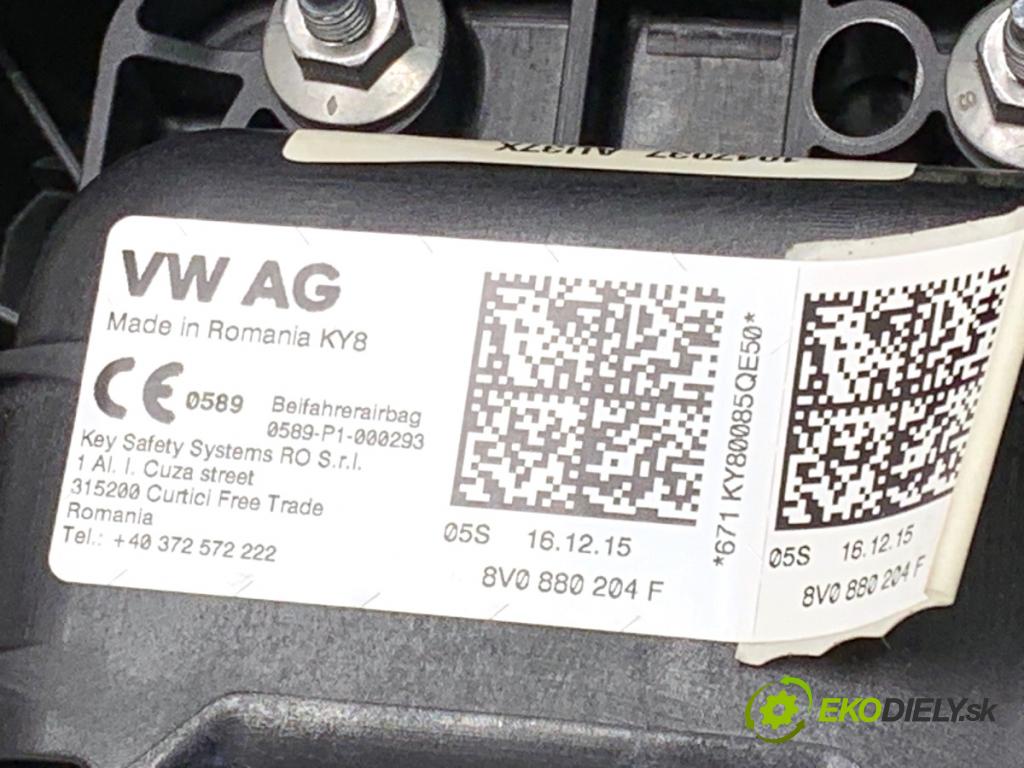 VW AG
Made in Romania KY8
CE 0589 Beifahrerairbag
0589-P1-000293
Key Safety Systems RO S.r.l.
1 Al. I. Cuza street
315200 Curtici Free Trade
Romania
Tel.: +40 372 572 222
05S 16.12.15
8V0 880 204 F
*671 KY80085QE50*
05S 16.12.15
8V0 880 204 F
8
EKODIELY.sk